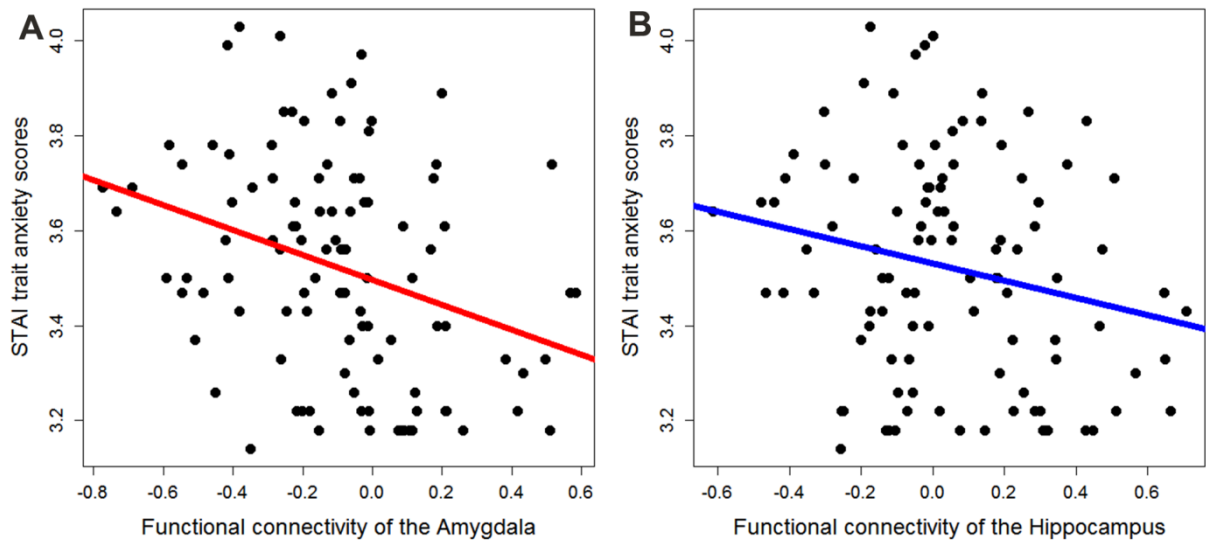 A
STAI trait anxiety scores
4.0
3.8
3.6
3.4
3.2
-0.8 -0.6 -0.4 -0.2 0.0 0.2 0.4 0.6
Functional connectivity of the Amygdala
B
STAI trait anxiety scores
4.0
3.8
3.6
3.4
3.2
-0.6 -0.4 -0.2 0.0 0.2 0.4 0.6
Functional connectivity of the Hippocampus